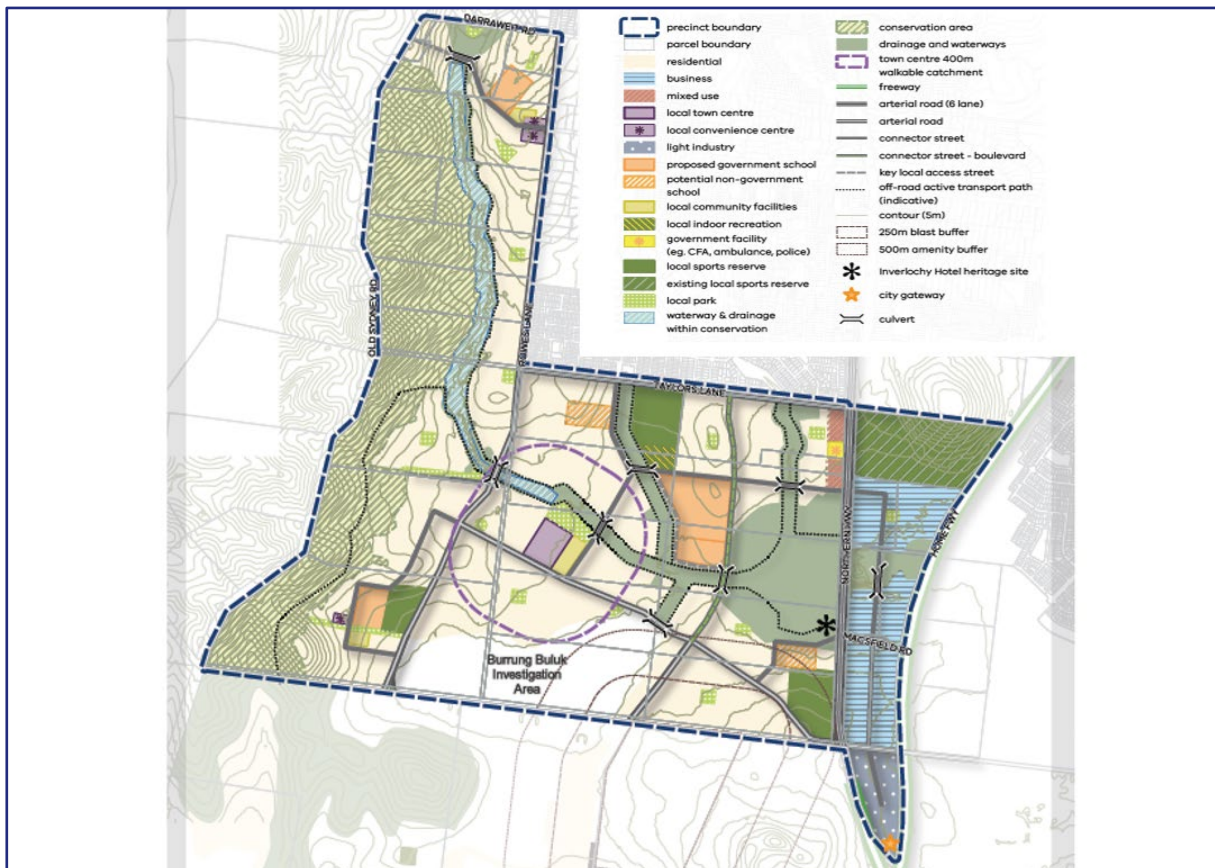 DARRAWEIT RD
precinct boundary
parcel boundary
residential
business
mixed use
local town centre
local convenience centre
light industry
proposed government school
potential non-government
school
local community facilities
local indoor recreation
government facility
(eg. CFA, ambulance, police)
local sports reserve
existing local sports reserve
local park
waterway & drainage
within conservation
conservation area
drainage and waterways
town centre 400m
walkable catchment
freeway
arterial road (6 lane)
arterial road
connector street
connector street - boulevard
key local access street
off-road active transport path
(indicative)
contour (5m)
250m blast buffer
500m amenity buffer
Inverlochy Hotel heritage site
city gateway
culvert
OLD SYDNEY RD
ROWES LANE
TAYLORS LANE
NORTHERN HWY
HUME FWY
MACSFIELD RD
Burrung Buluk
Investigation
Area